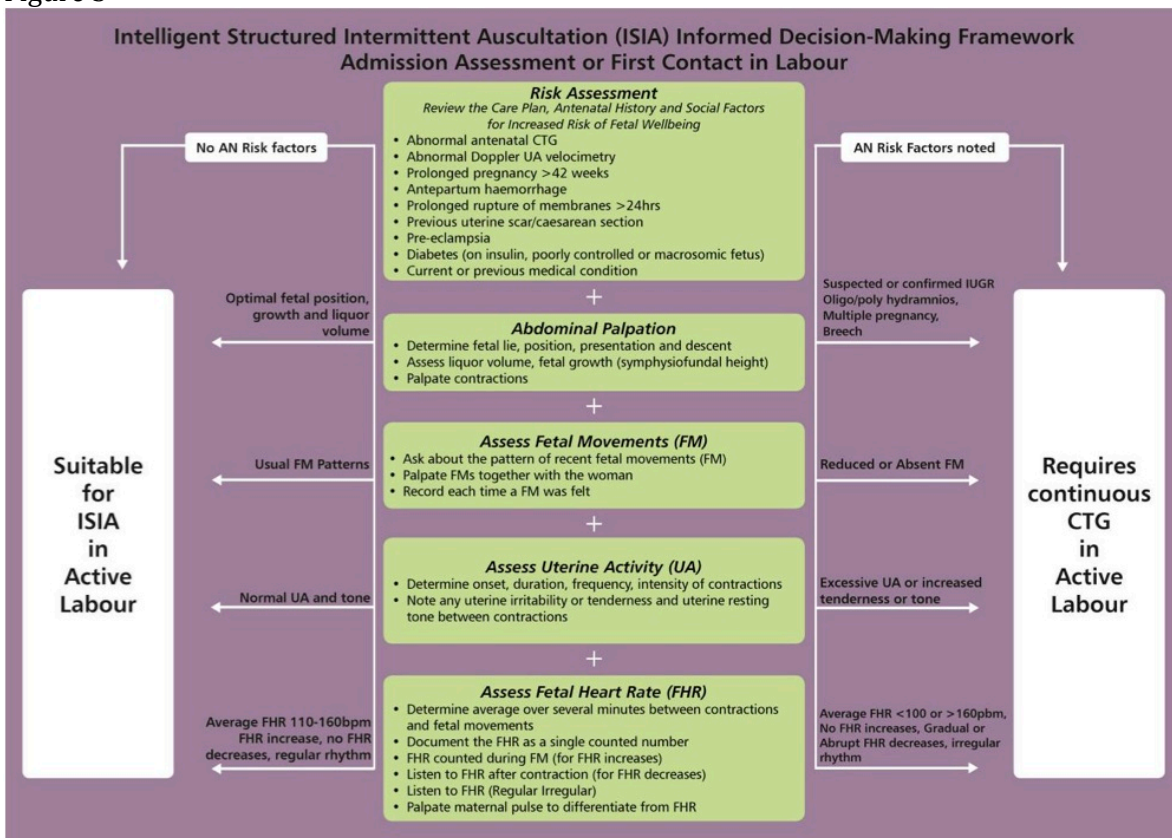 Intelligent Structured Intermittent Auscultation (ISIA) Informed Decision-Making Framework
Admission Assessment or First Contact in Labour
Risk Assessment
Review the Care Plan, Antenatal History and Social Factors
for Increased Risk of Fetal Wellbeing
• Abnormal antenatal CTG
• Abnormal Doppler UA velocimetry
• Prolonged pregnancy >42 weeks
• Antepartum haemorrhage
• Prolonged rupture of membranes >24hrs
• Previous uterine scar/caesarean section
• Pre-eclampsia
• Diabetes (on insulin, poorly controlled or macrosomic fetus)
• Current or previous medical condition
No AN Risk factors
AN Risk Factors noted
+
Optimal fetal position,
growth and liquor
volume
Abdominal Palpation
• Determine fetal lie, position, presentation and descent
• Assess liquor volume, fetal growth (symphysiofundal height)
• Palpate contractions
Suspected or confirmed IUGR
Oligo/poly hydramnios,
Multiple pregnancy,
Breech
+
Usual FM Patterns
Assess Fetal Movements (FM)
• Ask about the pattern of recent fetal movements (FM)
• Palpate FMs together with the woman
• Record each time a FM was felt
Reduced or Absent FM
+
Suitable
for
ISIA
in
Active
Labour
Requires
continuous
CTG
in
Active
Labour
Normal UA and tone
Assess Uterine Activity (UA)
• Determine onset, duration, frequency, intensity of contractions
• Note any uterine irritability or tenderness and uterine resting
tone between contractions
Excessive UA or increased
tenderness or tone
+
Average FHR 110-160bpm
FHR increase, no FHR
decreases, regular rhythm
Assess Fetal Heart Rate (FHR)
• Determine average over several minutes between contractions
and fetal movements
• Document the FHR as a single counted number
• FHR counted during FM (for FHR increases)
• Listen to FHR after contraction (for FHR decreases)
• Listen to FHR (Regular Irregular)
• Palpate maternal pulse to differentiate from FHR
Average FHR <100 or >160pbm,
No FHR increases, Gradual or
Abrupt FHR decreases, irregular
rhythm